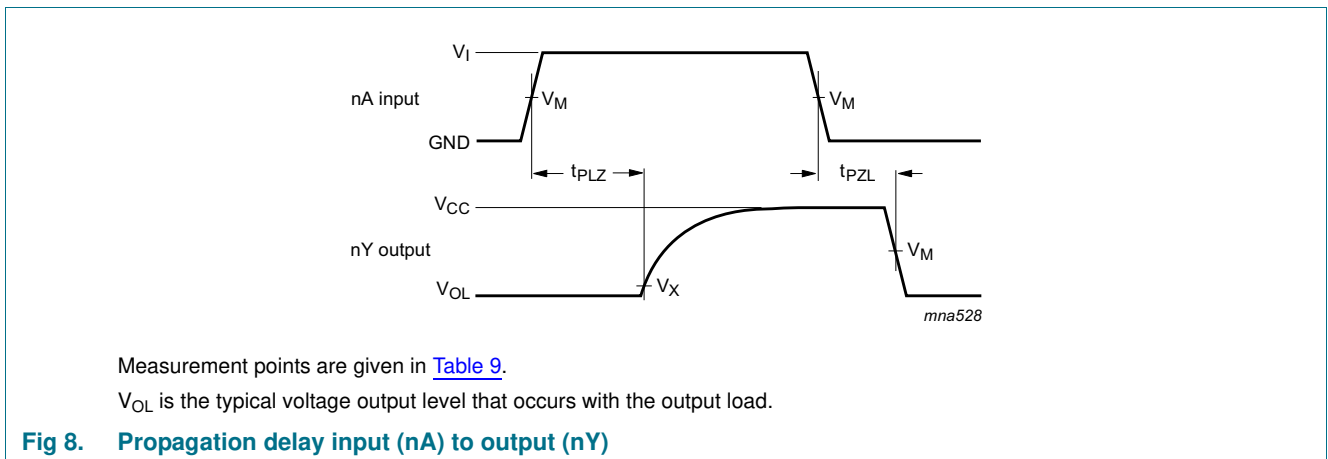 V_I
nA input
V_M
V_M
GND
t_PLZ
t_PZL
V_CC
nY output
V_M
V_OL
V_X
mna528
Measurement points are given in Table 9.
V_OL is the typical voltage output level that occurs with the output load.
Fig 8. Propagation delay input (nA) to output (nY)